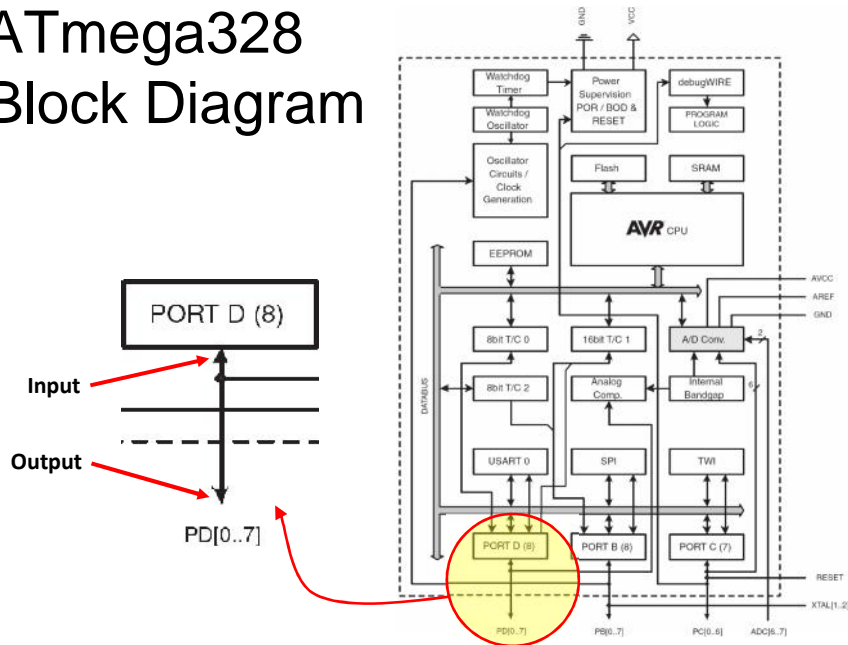 ATmega328
Block Diagram
GND
VCC
Watchdog
Timer
Power
Supervision
POR / BOD &
RESET
debugWIRE
Watchdog
Oscillator
PROGRAM
LOGIC
Oscillator
Circuits /
Clock
Generation
Flash
SRAM
AVR CPU
EEPROM
AVCC
AREF
GND
8bit T/C 0
16bit T/C 1
A/D Conv.
2
DATABUS
8bit T/C 2
Analog
Comp.
Internal
Bandgap
6
USART 0
SPI
TWI
PORT D (8)
PORT B (8)
PORT C (7)
RESET
XTAL[1..2]
PD[0..7]
PB[0..7]
PC[0..6]
ADC[6..7]
PORT D (8)
Input
Output
PD[0..7]